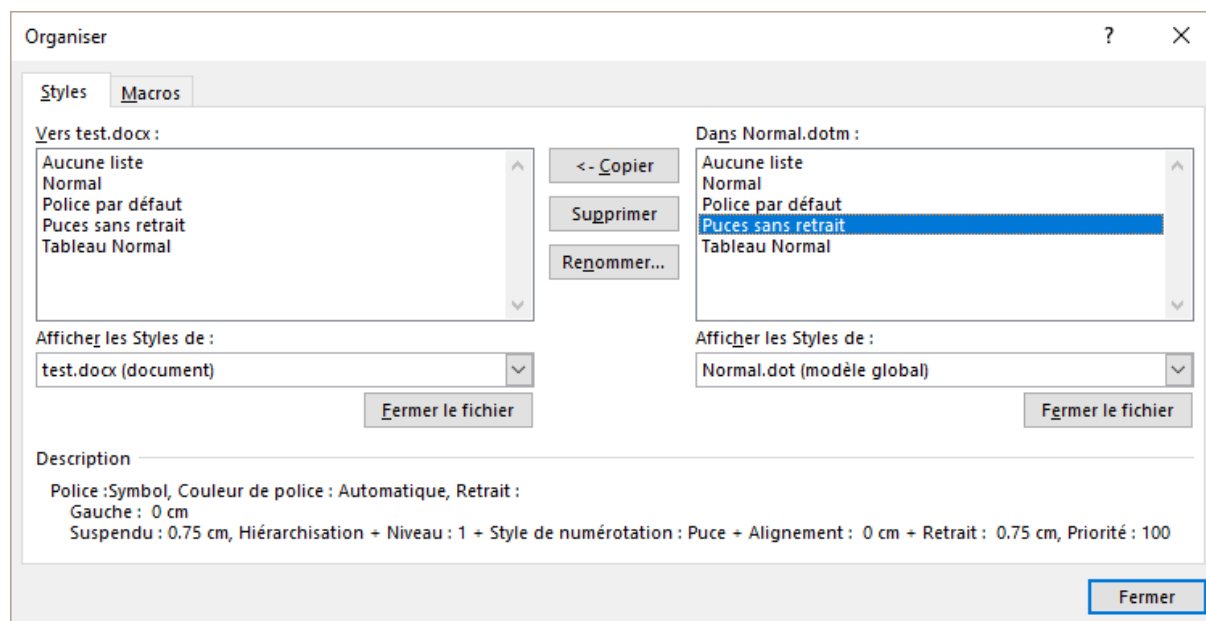 Organiser
?
Styles
Macros
Vers test.docx :
Aucune liste
Normal
Police par défaut
Puces sans retrait
Tableau Normal
<- Copier
Supprimer
Renommer...
Dans Normal.dotm :
Aucune liste
Normal
Police par défaut
Puces sans retrait
Tableau Normal
Afficher les Styles de :
test.docx (document)
Fermer le fichier
Afficher les Styles de :
Normal.dot (modèle global)
Fermer le fichier
Description
Police :Symbol, Couleur de police : Automatique, Retrait :
Gauche : 0 cm
Suspendu : 0.75 cm, Hiérarchisation + Niveau : 1 + Style de numérotation : Puce + Alignement : 0 cm + Retrait : 0.75 cm, Priorité : 100
Fermer